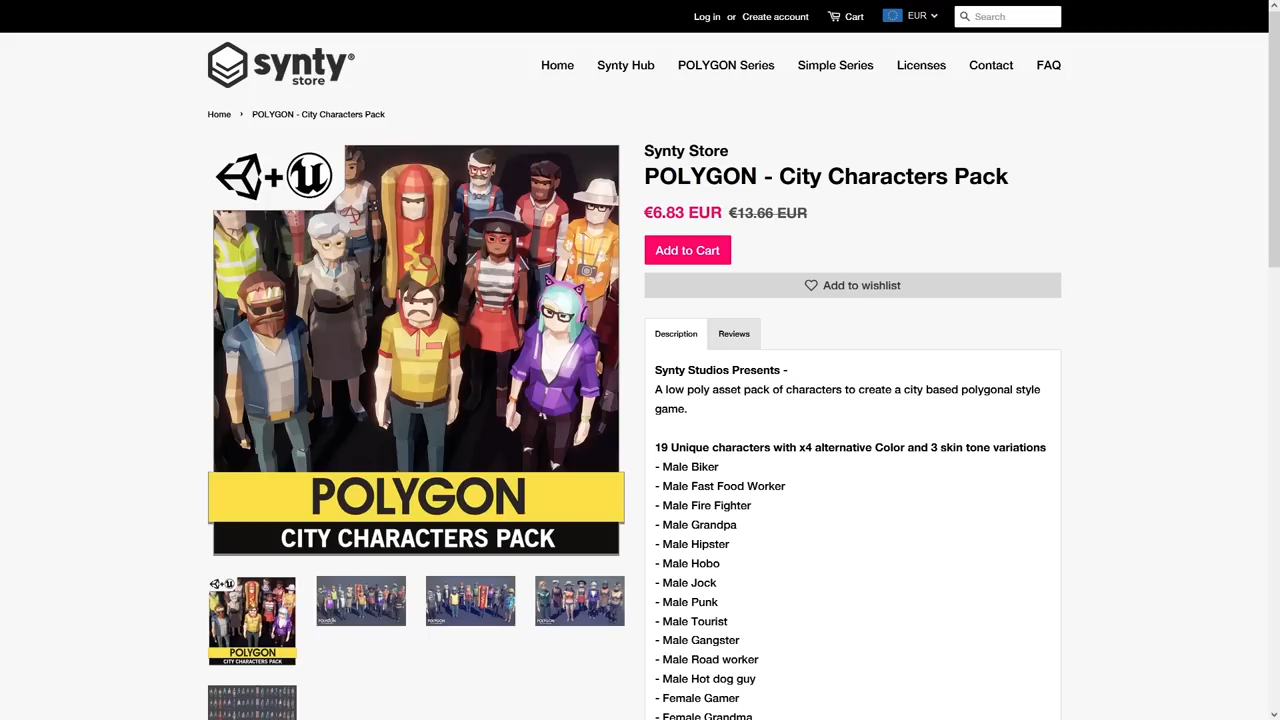 Log in or Create account Cart EUR Search
synty®
store
Home Synty Hub POLYGON Series Simple Series Licenses Contact FAQ
Home › POLYGON - City Characters Pack
Synty Store
POLYGON - City Characters Pack
€6.83 EUR €13.66 EUR
Add to Cart
Add to wishlist
Description Reviews
Synty Studios Presents -
A low poly asset pack of characters to create a city based polygonal style
game.
19 Unique characters with x4 alternative Color and 3 skin tone variations
- Male Biker
- Male Fast Food Worker
- Male Fire Fighter
- Male Grandpa
- Male Hipster
- Male Hobo
- Male Jock
- Male Punk
- Male Tourist
- Male Gangster
- Male Road worker
- Male Hot dog guy
- Female Gamer
- Female Grandma
+
POLYGON
CITY CHARACTERS PACK
POLYGON
CITY CHARACTERS PACK
POLYGON
POLYGON
POLYGON